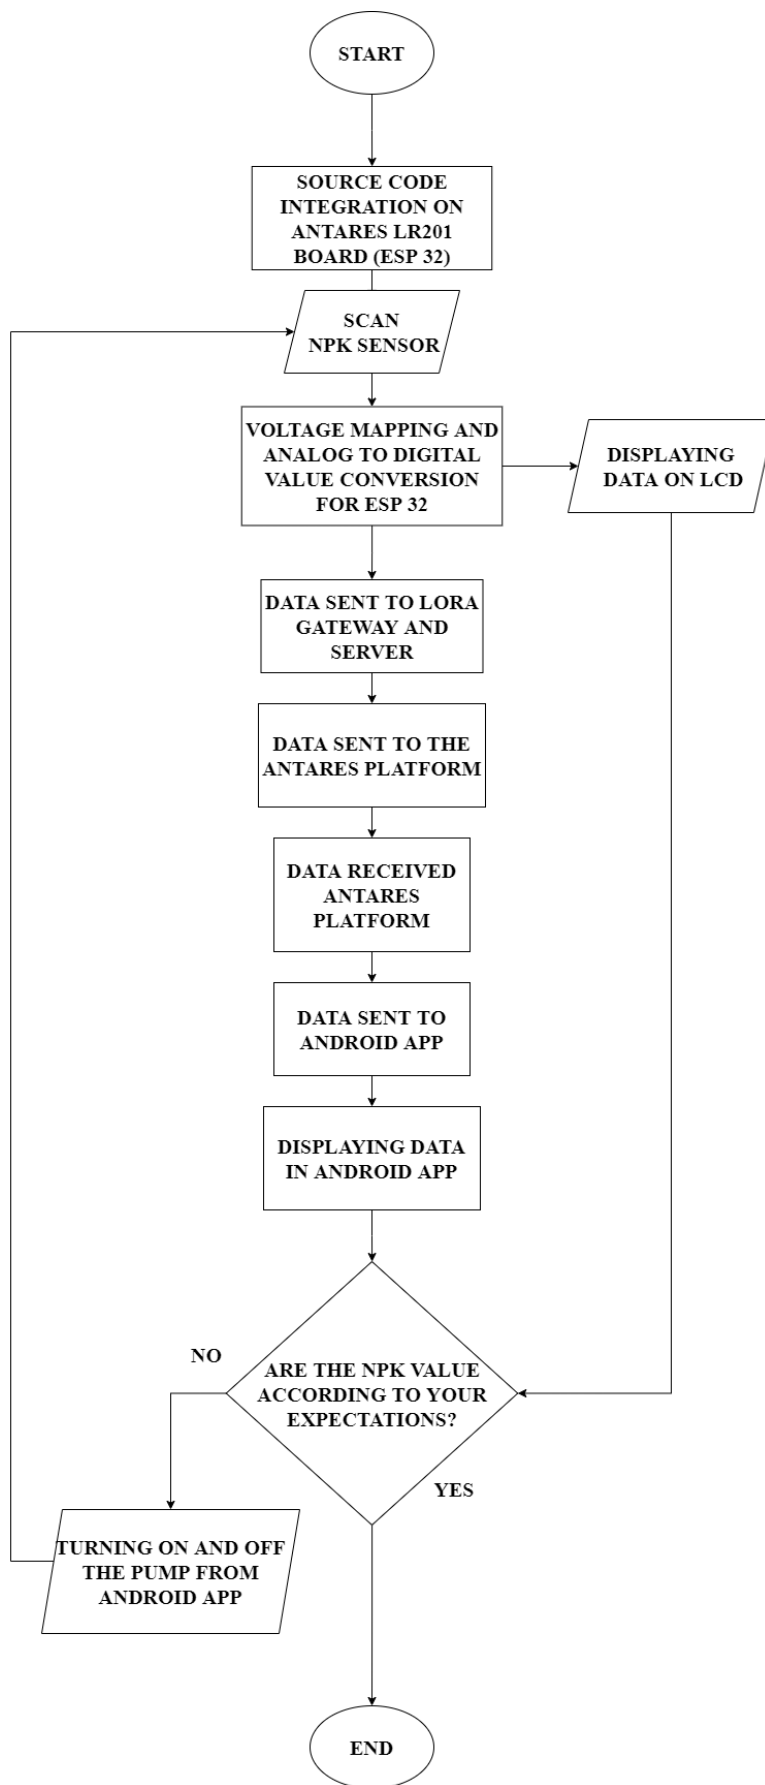 START
SOURCE CODE
INTEGRATION ON
ANTARES LR201
BOARD (ESP 32)
SCAN
NPK SENSOR
VOLTAGE MAPPING AND
ANALOG TO DIGITAL
VALUE CONVERSION
FOR ESP 32
DISPLAYING
DATA ON LCD
DATA SENT TO LORA
GATEWAY AND
SERVER
DATA SENT TO THE
ANTARES PLATFORM
DATA RECEIVED
ANTARES
PLATFORM
DATA SENT TO
ANDROID APP
DISPLAYING DATA
IN ANDROID APP
NO
ARE THE NPK VALUE
ACCORDING TO YOUR
EXPECTATIONS?
YES
TURNING ON AND OFF
THE PUMP FROM
ANDROID APP
END